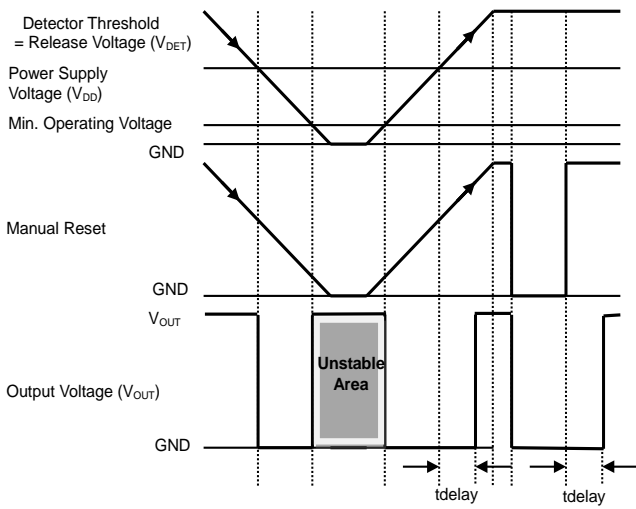 Detector Threshold
= Release Voltage (VDET)
Power Supply
Voltage (VDD)
Min. Operating Voltage
GND
Manual Reset
GND
VOUT
Unstable
Area
Output Voltage (VOUT)
GND
tdelay
tdelay